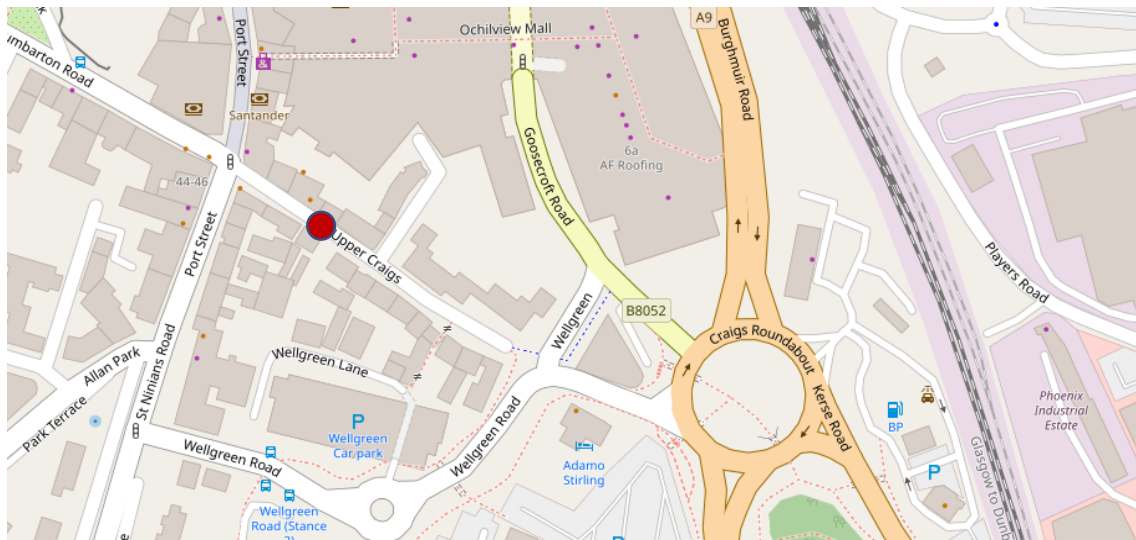 Ochilview Mall
A9
Burghmuir Road
Port Street
umbarton Road
Santander
6a
AF Roofing
Goosecroft Road
44-46
Upper Craigs
Port Street
Players Road
B8052
Wellgreen
Craigs Roundabout
Wellgreen Lane
Allan Park
St Ninians Road
Park Terrace
Kerse Road
Phoenix
Industrial
Estate
BP
P
Wellgreen
Car park
Wellgreen Road
Wellgreen Road
Adamo
Stirling
P
Glasgow to Dunb
Wellgreen
Road (Stance